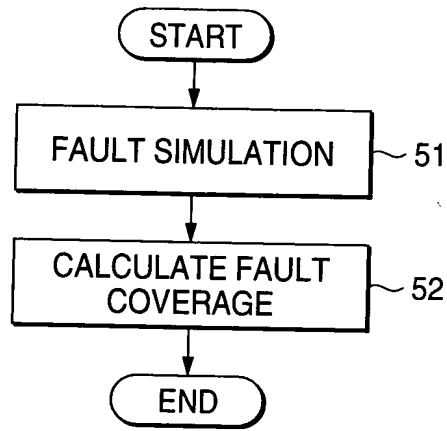 START
FAULT SIMULATION
51
CALCULATE FAULT
COVERAGE
52
END